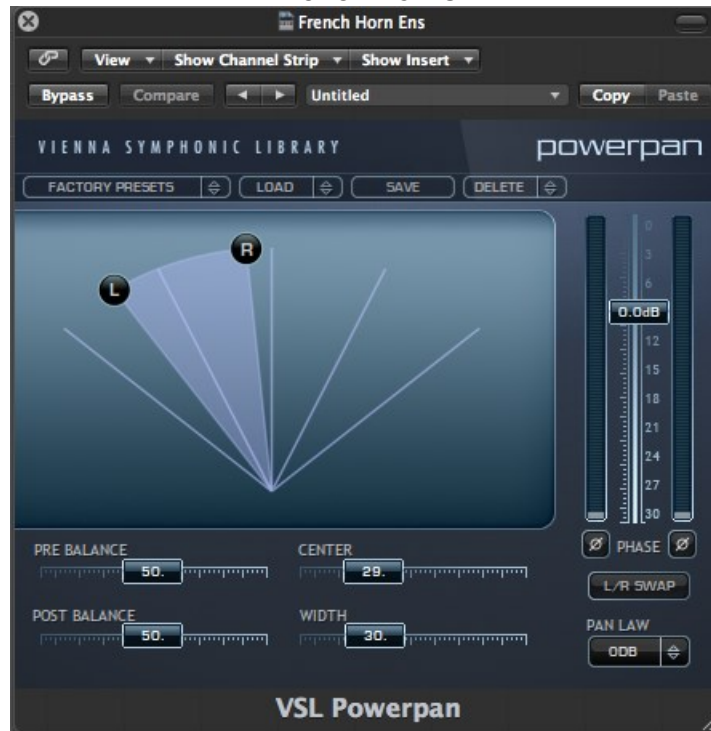 French Horn Ens
View Show Channel Strip Show Insert
Bypass Compare Untitled Copy Paste
VIENNA SYMPHONIC LIBRARY powerpan
FACTORY PRESETS LOAD SAVE DELETE
L R
0
3
6
0.0dB
12
15
18
21
24
27
30
PRE BALANCE CENTER Ø PHASE Ø
50. 29.
L/R SWAP
POST BALANCE WIDTH PAN LAW
50. 30.
0DB
VSL Powerpan